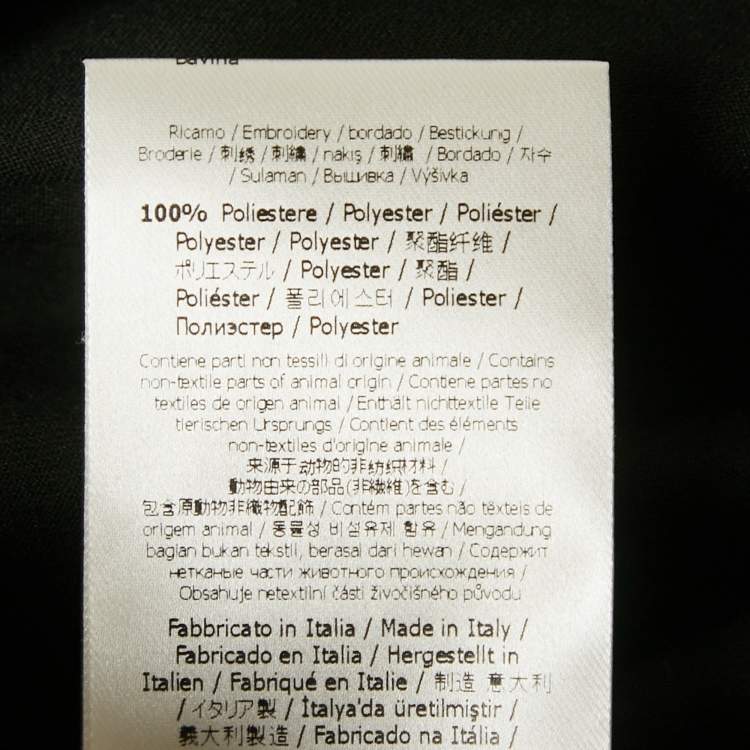 Ricamo / Embroidery / bordado / Bestickung /
Broderie / 刺绣 / 刺繍 / nakış / 刺繡 / Bordado / 자수
/ Sulaman / Вышивка / Výšivka
100% Poliestere / Polyester / Poliéster /
Polyester / Polyester / 聚酯纤维 /
ポリエステル / Polyester / 聚酯 /
Poliéster / 폴리에스터 / Poliester /
Полиэстер / Polyester
Contiene parti non tessili di origine animale / Contains
non-textile parts of animal origin / Contiene partes no
textiles de origen animal / Enthält nichttextile Teile
tierischen Ursprungs / Contient des éléments
non-textiles d'origine animale /
来源于动物的非纺织材料 /
動物由来の部品(非繊維)を含む /
包含原動物非織物配飾 / Contém partes não têxteis de
origem animal / 동물성 비섬유제 함유 / Mengandung
bagian bukan tekstil, berasal dari hewan / Содержит
нетканые части животного происхождения /
Obsahuje netextilní části živočišného původu
Fabbricato in Italia / Made in Italy /
Fabricado en Italia / Hergestellt in
Italien / Fabriqué en Italie / 制造 意大利
/ イタリア製 / İtalya'da üretilmiştir /
義大利製造 / Fabricado na Itália /